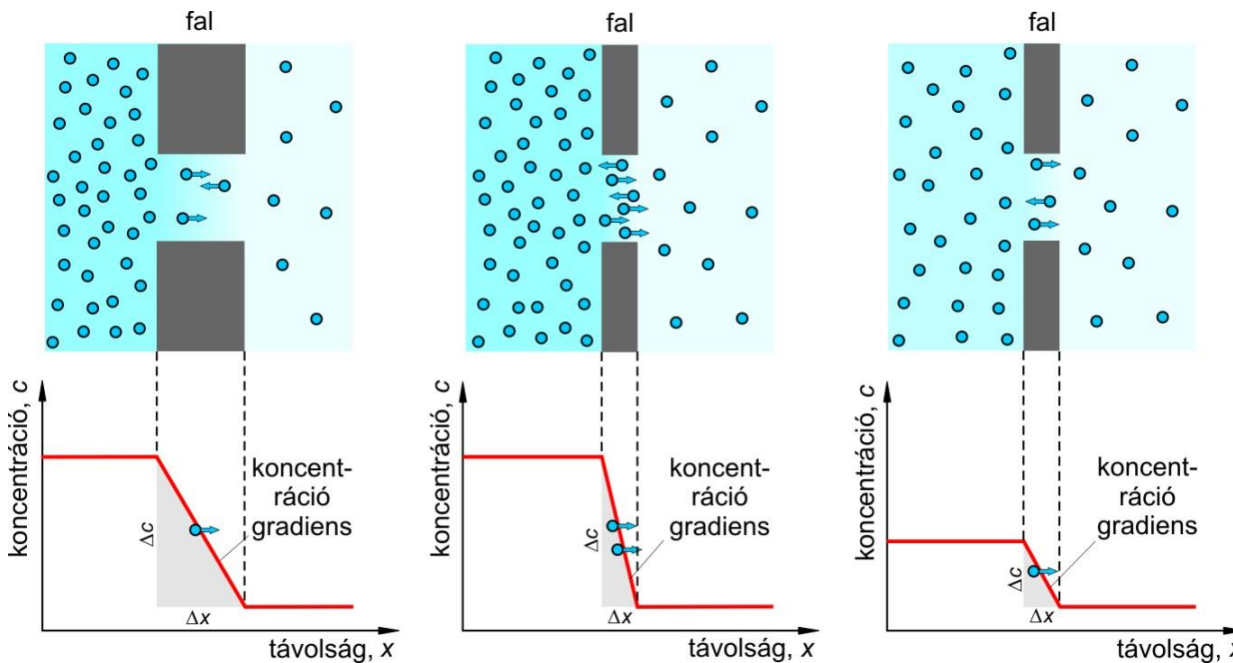 fal
koncentráció, c
koncent-
ráció
gradiens
Δc
Δx
távolság, x
fal
koncentráció, c
koncent-
ráció
gradiens
Δc
Δx
távolság, x
fal
koncentráció, c
koncent-
ráció
gradiens
Δc
Δx
távolság, x